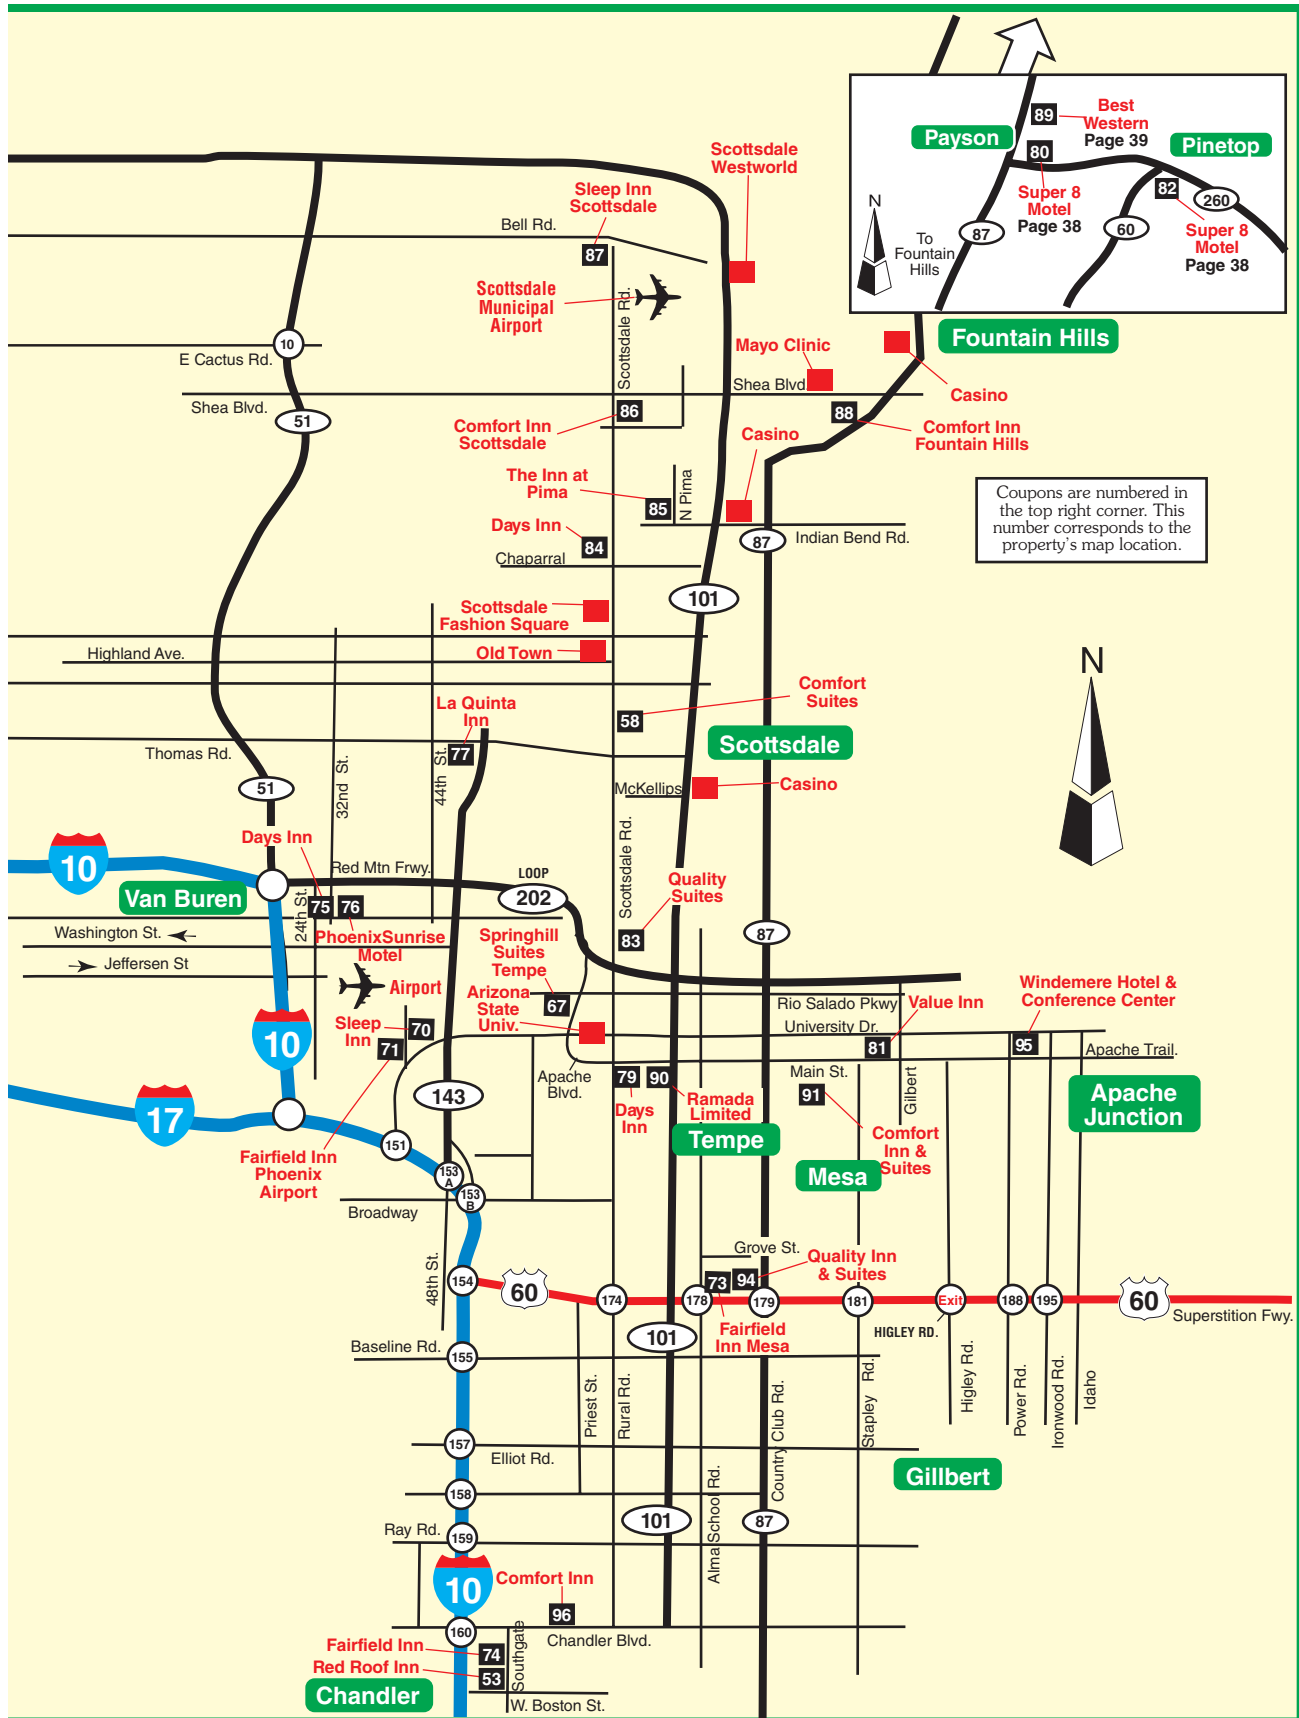 Best
Western
Page 39
89
Payson
Pinetop
80
82
260
Super 8
Motel
Page 38
N
87
60
To
Fountain
Hills
Super 8
Motel
Page 38
Scottsdale
Westworld
Sleep Inn
Scottsdale
Bell Rd.
87
Scottsdale
Municipal
Airport
Scottsdale Rd.
Fountain Hills
10
E Cactus Rd.
Mayo Clinic
Shea Blvd.
Casino
Shea Blvd.
51
86
88
Comfort Inn
Scottsdale
Casino
Comfort Inn
Fountain Hills
The Inn at
Pima
85
N Pima
Coupons are numbered in
the top right corner. This
number corresponds to the
property's map location.
Days Inn
84
87
Indian Bend Rd.
Chaparral
101
Scottsdale
Fashion Square
Highland Ave.
Old Town
N
La Quinta
Inn
58
Comfort
Suites
Scottsdale
Thomas Rd.
77
32nd St.
44th St.
51
McKellips
Casino
Days Inn
Scottsdale Rd.
10
Red Mtn Frwy.
LOOP
202
Quality
Suites
Van Buren
24th St.
75
76
Washington St.
PhoenixSunrise
Motel
Springhill
Suites
Tempe
83
87
Jeffersen St
Airport
Arizona
State
Univ.
67
Rio Salado Pkwy
Value Inn
Windemere Hotel &
Conference Center
Sleep
Inn
70
University Dr.
10
71
81
95
Apache Trail.
Apache
Blvd.
79
90
Main St.
91
Gilbert
143
Days
Inn
Ramada
Limited
Apache
Junction
17
Tempe
Comfort
Inn &
Suites
151
Fairfield Inn
Phoenix
Airport
153
A
153
B
Mesa
Broadway
48th St.
Grove St.
Quality Inn
& Suites
154
60
174
178
73
94
179
181
Exit
188
195
60
Superstition Fwy.
HIGLEY RD.
101
Fairfield
Inn Mesa
Baseline Rd.
155
Priest St.
Rural Rd.
Country Club Rd.
Stapley Rd.
Higley Rd.
Power Rd.
Ironwood Rd.
Idaho
157
Elliot Rd.
Gillbert
158
Alma School Rd.
101
87
Ray Rd.
159
10
Comfort Inn
96
160
Chandler Blvd.
Fairfield Inn
74
Southgate
Red Roof Inn
53
Chandler
W. Boston St.